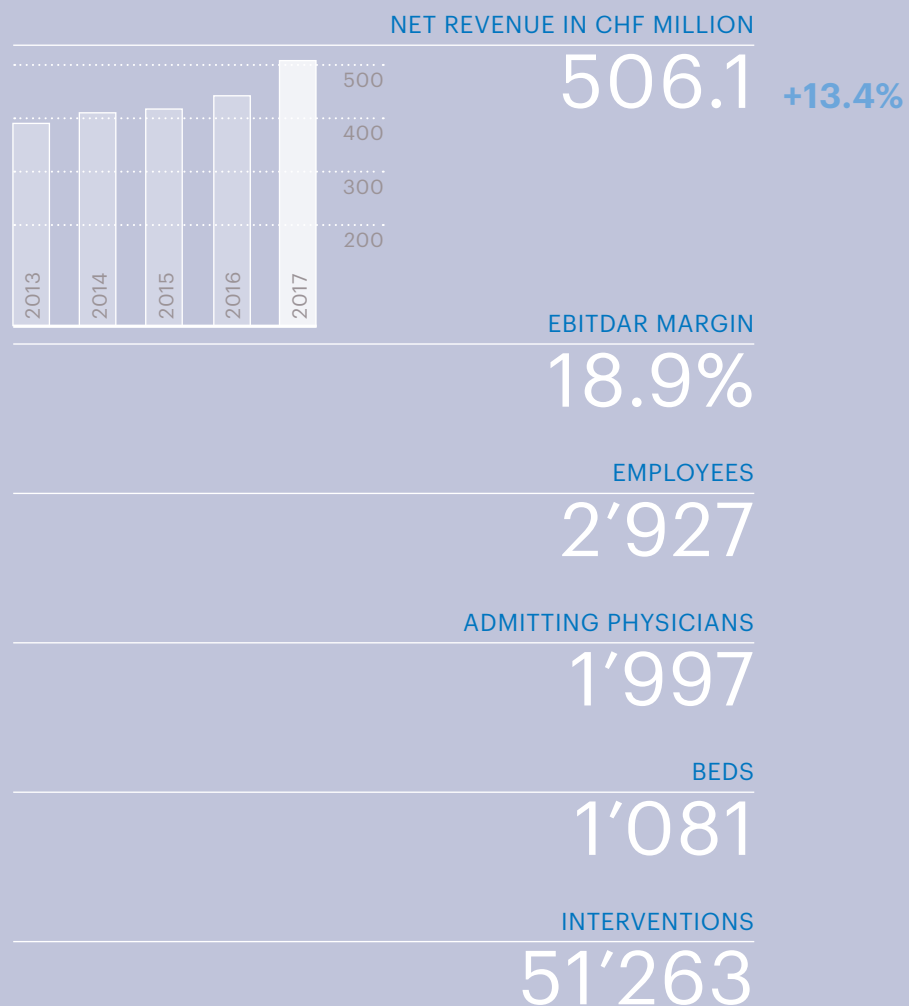 NET REVENUE IN CHF MILLION
506.1 +13.4%
500
400
300
200
2013 2014 2015 2016 2017
EBITDAR MARGIN
18.9%
EMPLOYEES
2’927
ADMITTING PHYSICIANS
1’997
BEDS
1’081
INTERVENTIONS
51’263